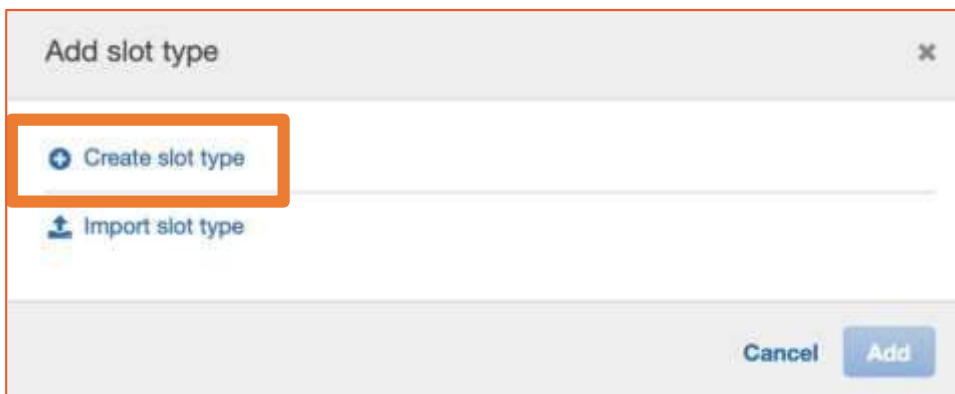 Add slot type
Create slot type
Import slot type
Cancel Add